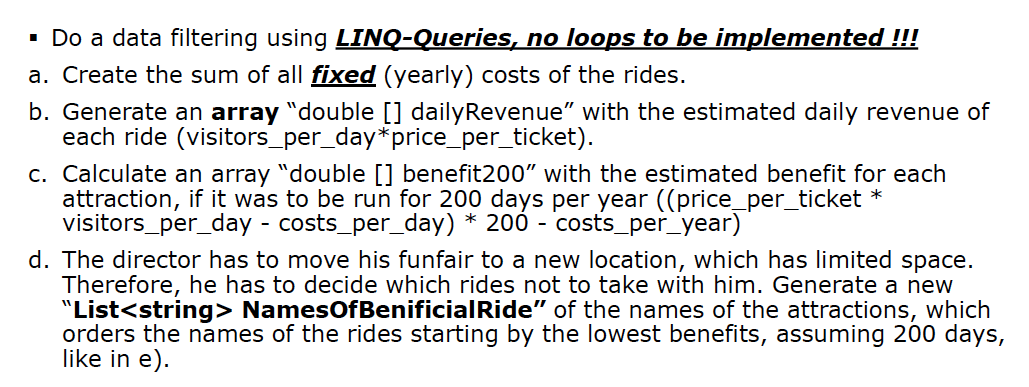 ▪ Do a data filtering using LINQ-Queries, no loops to be implemented !!!
a. Create the sum of all fixed (yearly) costs of the rides.
b. Generate an array “double [] dailyRevenue” with the estimated daily revenue of
each ride (visitors_per_day*price_per_ticket).
c. Calculate an array “double [] benefit200” with the estimated benefit for each
attraction, if it was to be run for 200 days per year ((price_per_ticket *
visitors_per_day - costs_per_day) * 200 - costs_per_year)
d. The director has to move his funfair to a new location, which has limited space.
Therefore, he has to decide which rides not to take with him. Generate a new
“List<string> NamesOfBenificialRide” of the names of the attractions, which
orders the names of the rides starting by the lowest benefits, assuming 200 days,
like in e).